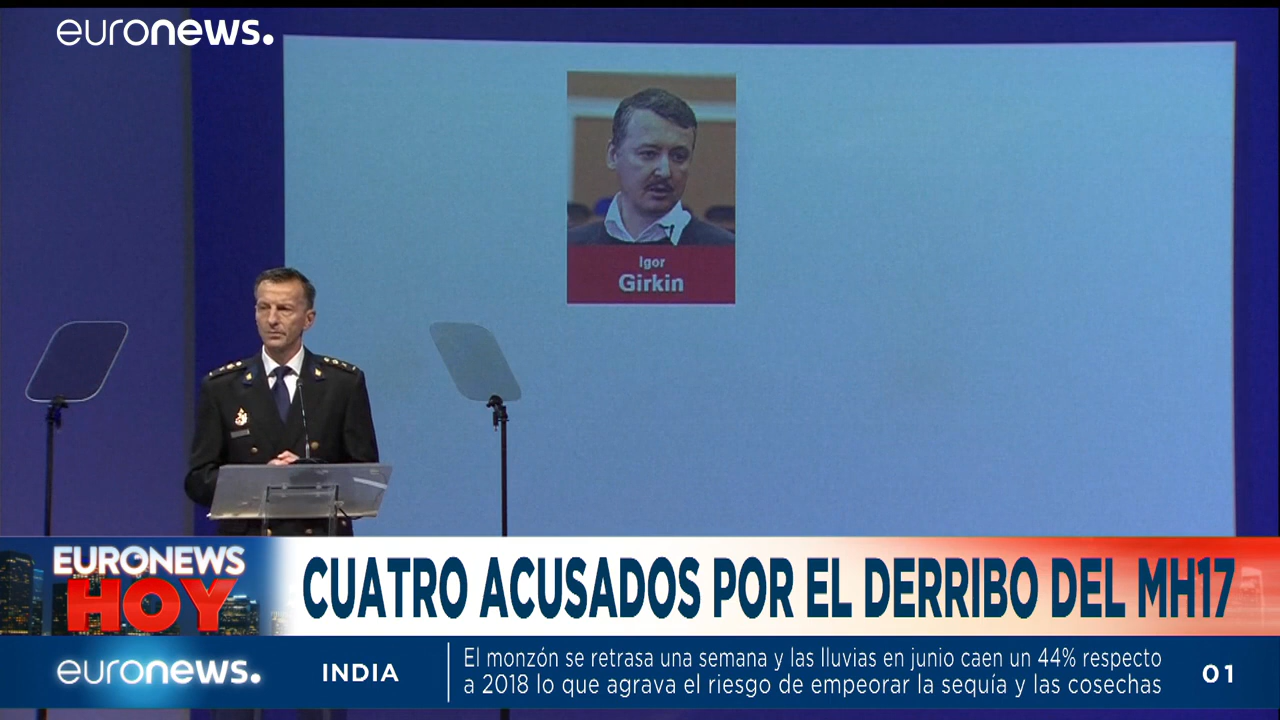 euronews.
Igor
Girkin
EURONEWS
HOY
CUATRO ACUSADOS POR EL DERRIBO DEL MH17
euronews.
INDIA
El monzón se retrasa una semana y las lluvias en junio caen un 44% respecto
a 2018 lo que agrava el riesgo de empeorar la sequía y las cosechas
01